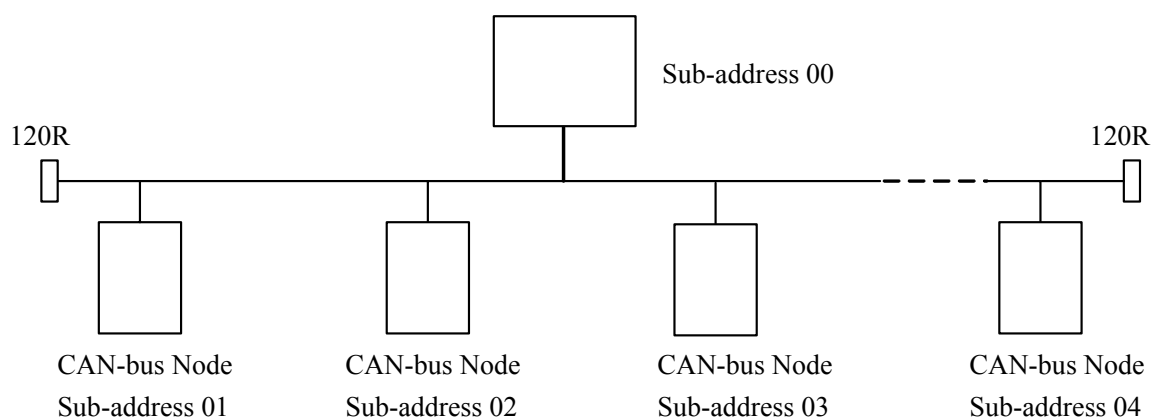 Sub-address 00
120R
120R
CAN-bus Node
Sub-address 01
CAN-bus Node
Sub-address 02
CAN-bus Node
Sub-address 03
CAN-bus Node
Sub-address 04